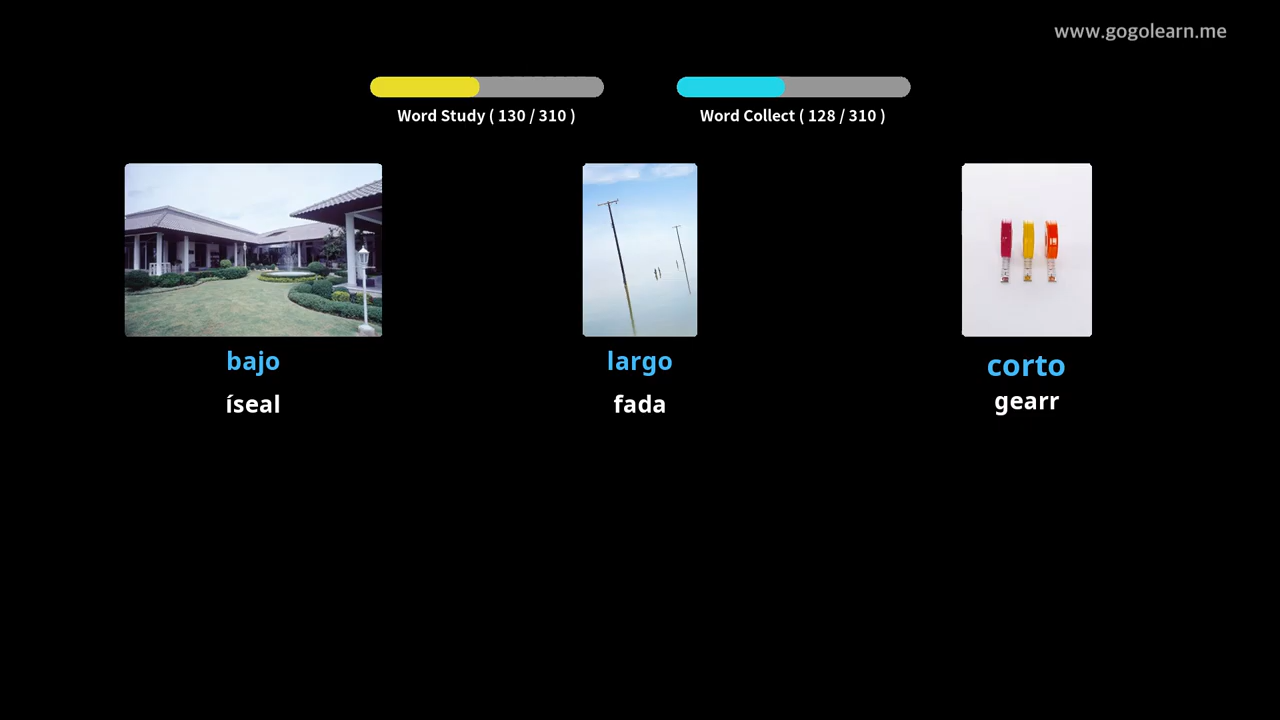 www.gogolearn.me
Word Study ( 130 / 310 )
Word Collect ( 128 / 310 )
bajo
largo
corto
íseal
fada
gearr